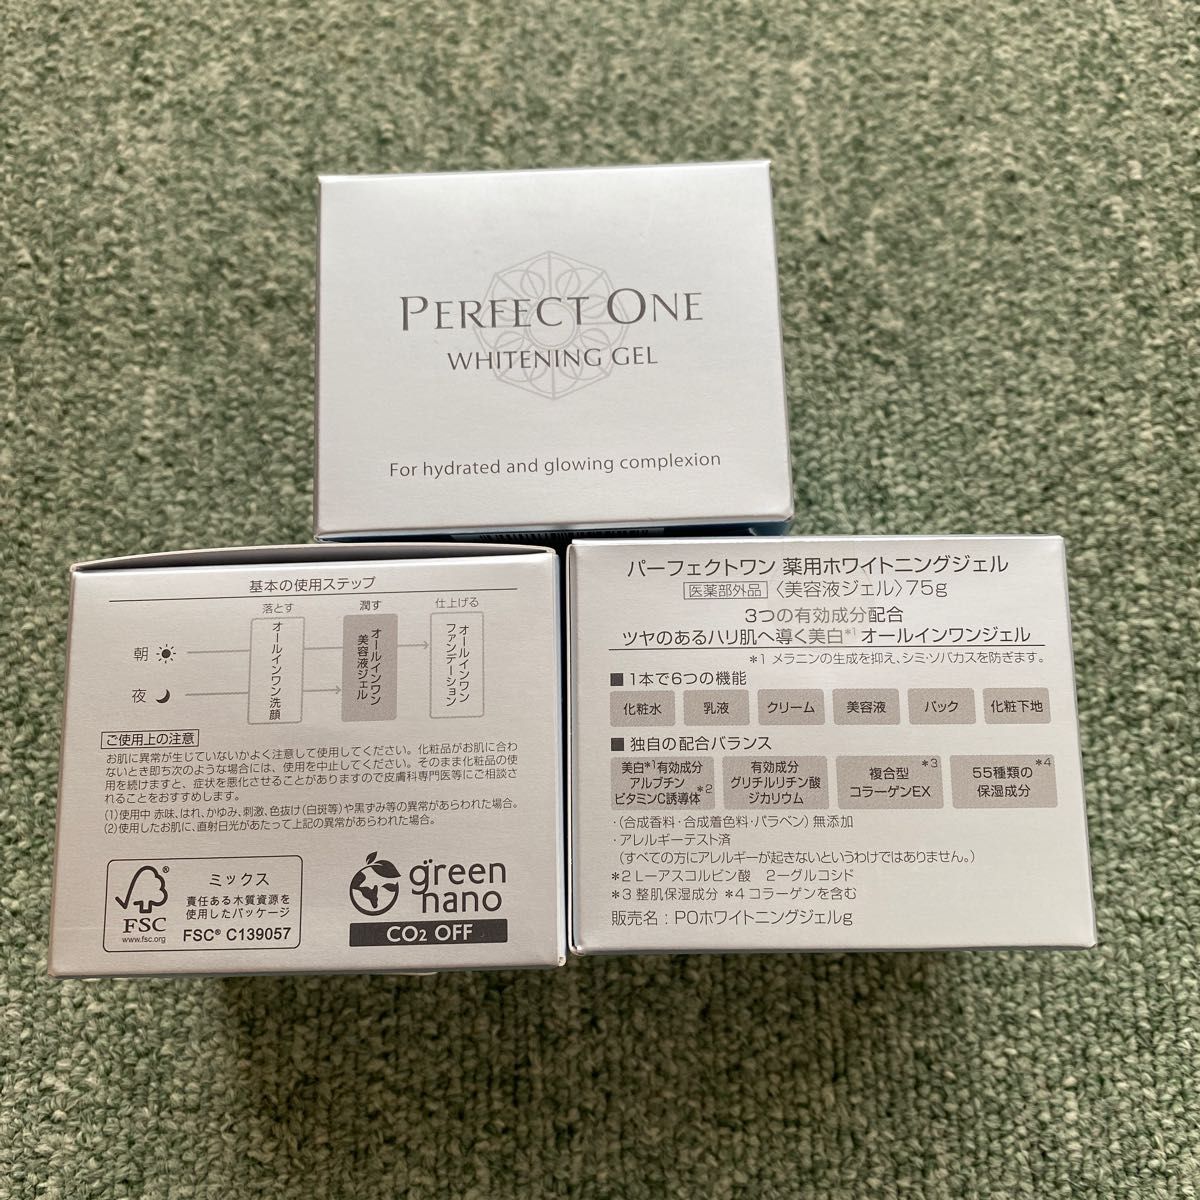 PERFECT ONE
WHITENING GEL
For hydrated and glowing complexion
基本の使用ステップ
落とす 潤す 仕上げる
朝
夜
オールインワン洗顔
オールインワン
美容液ジェル
オールインワン
ファンデーション
ご使用上の注意
お肌に異常が生じていないかよく注意して使用してください。化粧品がお肌に合わ
ないとき即ち次のような場合には、使用を中止してください。そのまま化粧品の使
用を続けますと、症状を悪化させることがありますので皮膚科専門医等にご相談さ
れることをおすすめします。
(1)使用中 赤味、はれ、かゆみ、刺激、色抜け(白斑等)や黒ずみ等の異常があらわれた場合。
(2)使用したお肌に、直射日光があたって上記の異常があらわれた場合。
FSC
www.fsc.org
ミックス
責任ある木質資源を
使用したパッケージ
FSC® C139057
green
nano
CO2 OFF
パーフェクトワン 薬用ホワイトニングジェル
医薬部外品 〈美容液ジェル〉75g
3つの有効成分配合
ツヤのあるハリ肌へ導く美白*1 オールインワンジェル
*1 メラニンの生成を抑え、シミ・ソバカスを防ぎます。
■ 1本で6つの機能
化粧水 乳液 クリーム 美容液 パック 化粧下地
■ 独自の配合バランス
美白*1有効成分
アルブチン
ビタミンC誘導体*2
有効成分
グリチルリチン酸
ジカリウム
複合型*3
コラーゲンEX
55種類の*4
保湿成分
・(合成香料・合成着色料・パラベン) 無添加
・アレルギーテスト済
(すべての方にアレルギーが起きないというわけではありません。)
*2 L-アスコルビン酸 2-グルコシド
*3 整肌保湿成分 *4 コラーゲンを含む
販売名：POホワイトニングジェルg